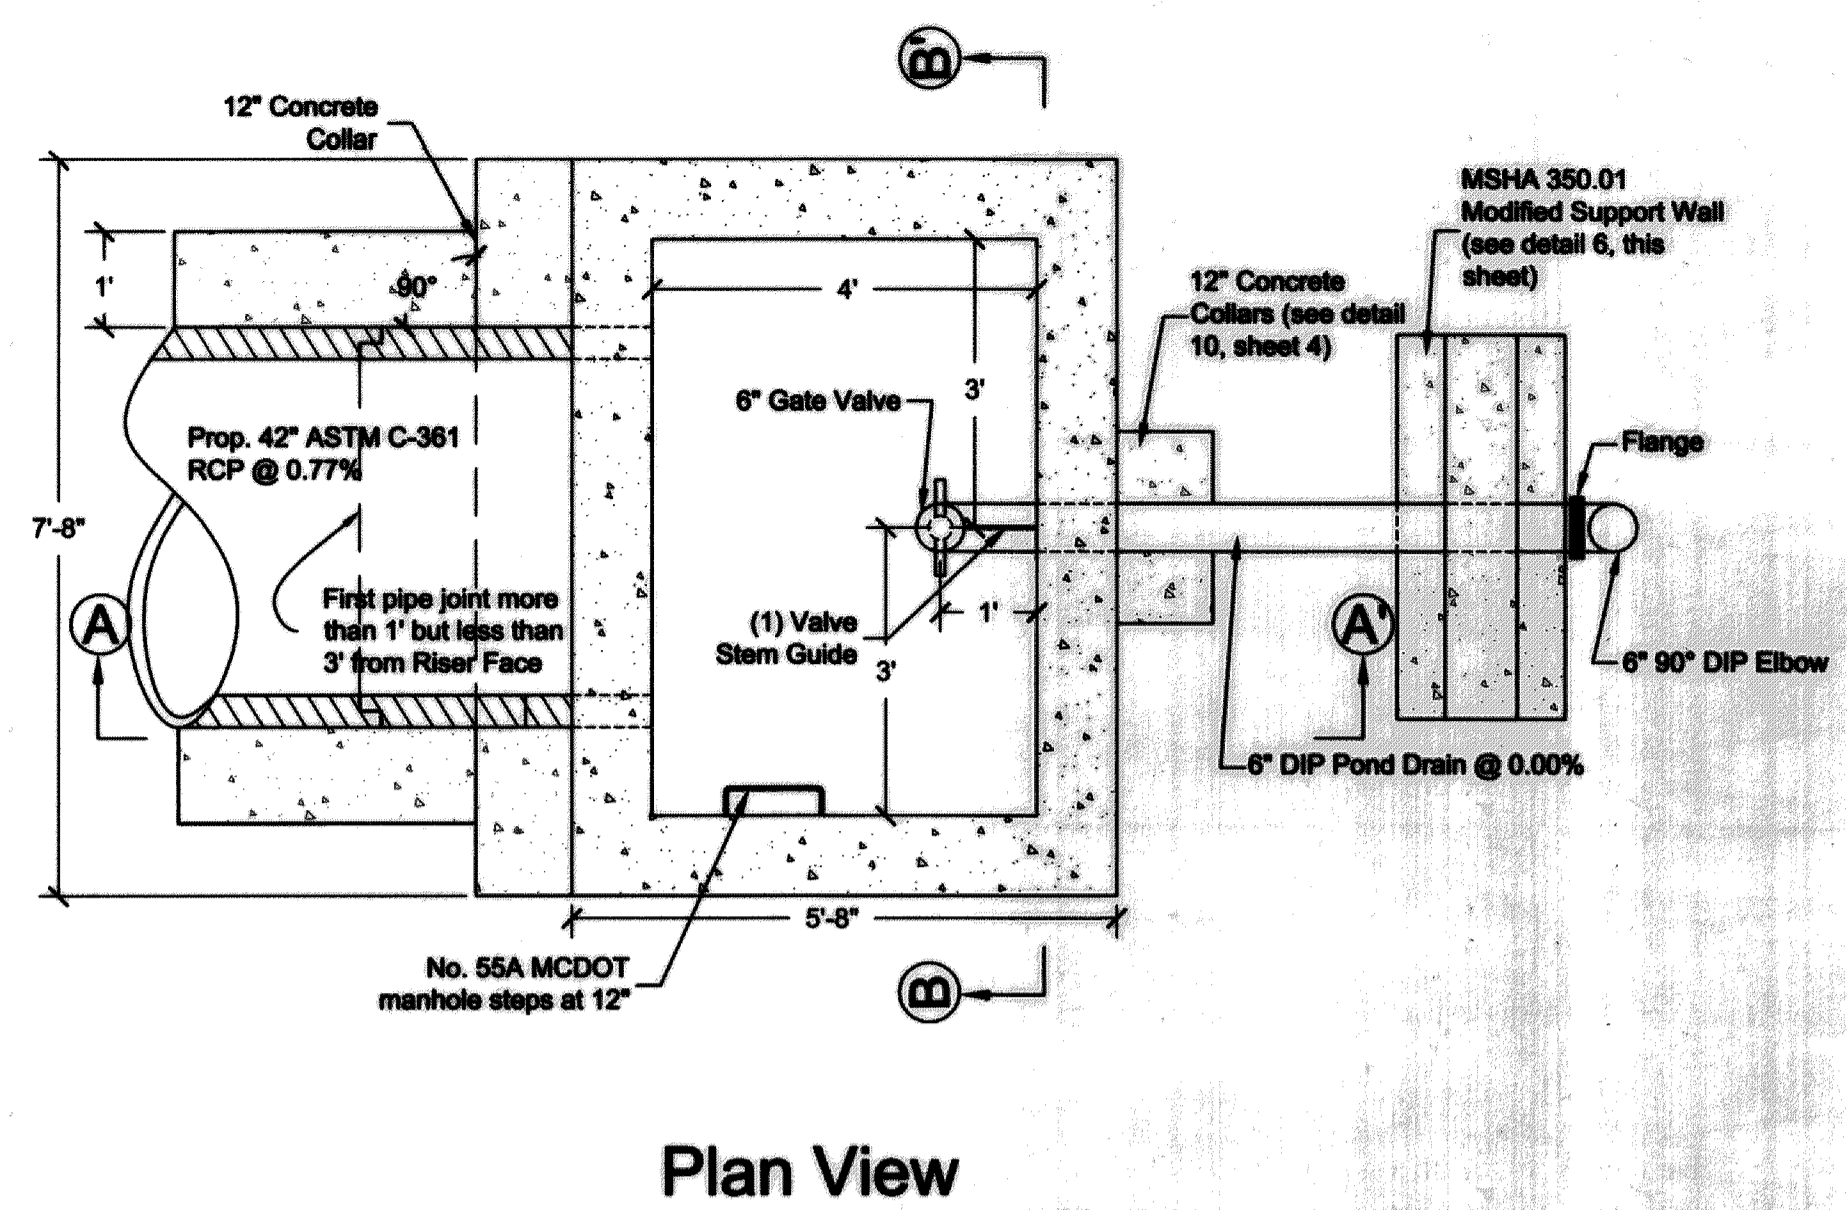 B'
12" Concrete
Collar
MSHA 350.01
Modified Support Wall
(see detail 6, this
sheet)
1'
90°
4'
12" Concrete
Collars (see detail
10, sheet 4)
6" Gate Valve
3'
Prop. 42" ASTM C-361
RCP @ 0.77%
Flange
7'-8"
First pipe joint more
than 1' but less than
3' from Riser Face
(1) Valve
Stem Guide
1'
3'
A
A'
6" 90° DIP Elbow
6" DIP Pond Drain @ 0.00%
5'-8"
No. 55A MCDOT
manhole steps at 12"
B
Plan View